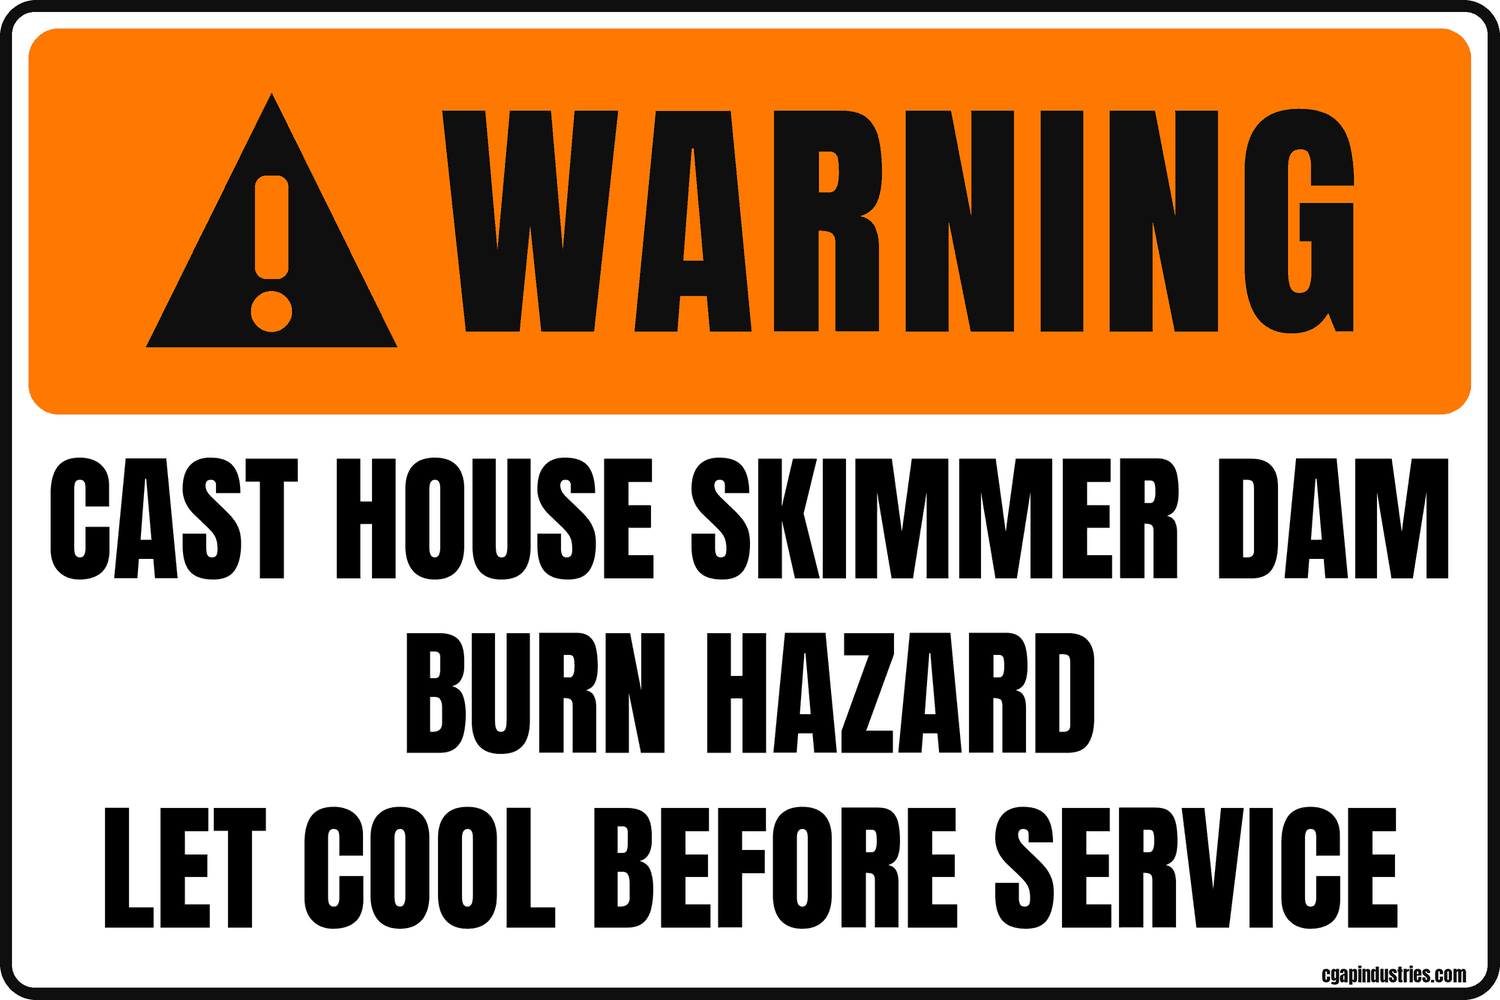 WARNING
CAST HOUSE SKIMMER DAM
BURN HAZARD
LET COOL BEFORE SERVICE
cgapindustries.com